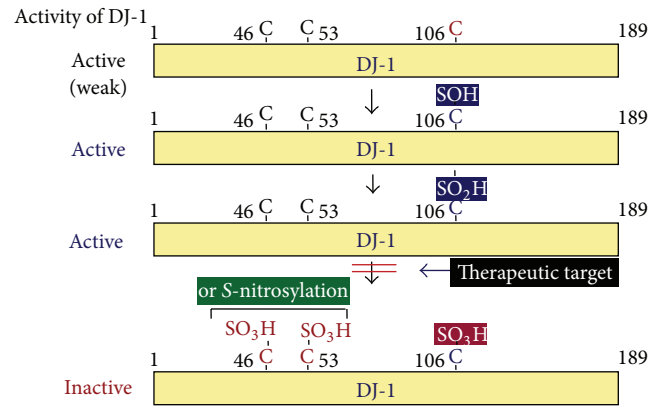 Activity of DJ-1
1 46 C C 53 106 C 189
Active
(weak)
DJ-1
SOH
1 46 C C 53 106 C 189
Active DJ-1
SO2H
1 46 C C 53 106 C 189
Active DJ-1
Therapeutic target
or S-nitrosylation
SO3H SO3H SO3H
1 46 C C 53 106 C 189
Inactive DJ-1